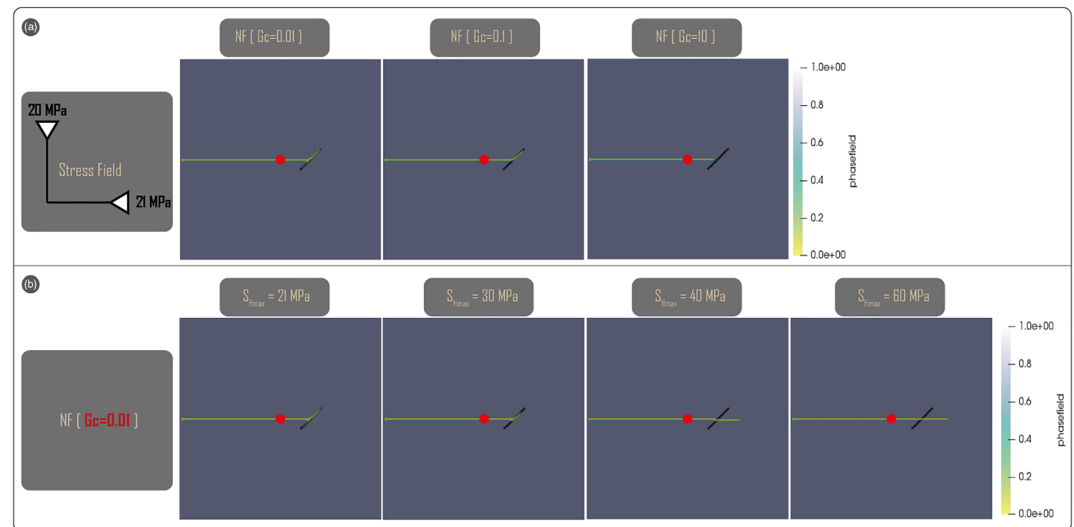 (a)
NF [ Gc=0.01 ]
NF [ Gc=0.1 ]
NF [ Gc=10 ]
20 MPa
Stress Field
21 MPa
1.0e+00
0.8
0.6
0.4
0.2
0.0e+00
phasefield
(b)
S_Hmax = 21 MPa
S_Hmax = 30 MPa
S_Hmax = 40 MPa
S_Hmax = 60 MPa
NF [ Gc=0.01 ]
1.0e+00
0.8
0.6
0.4
0.2
0.0e+00
phasefield